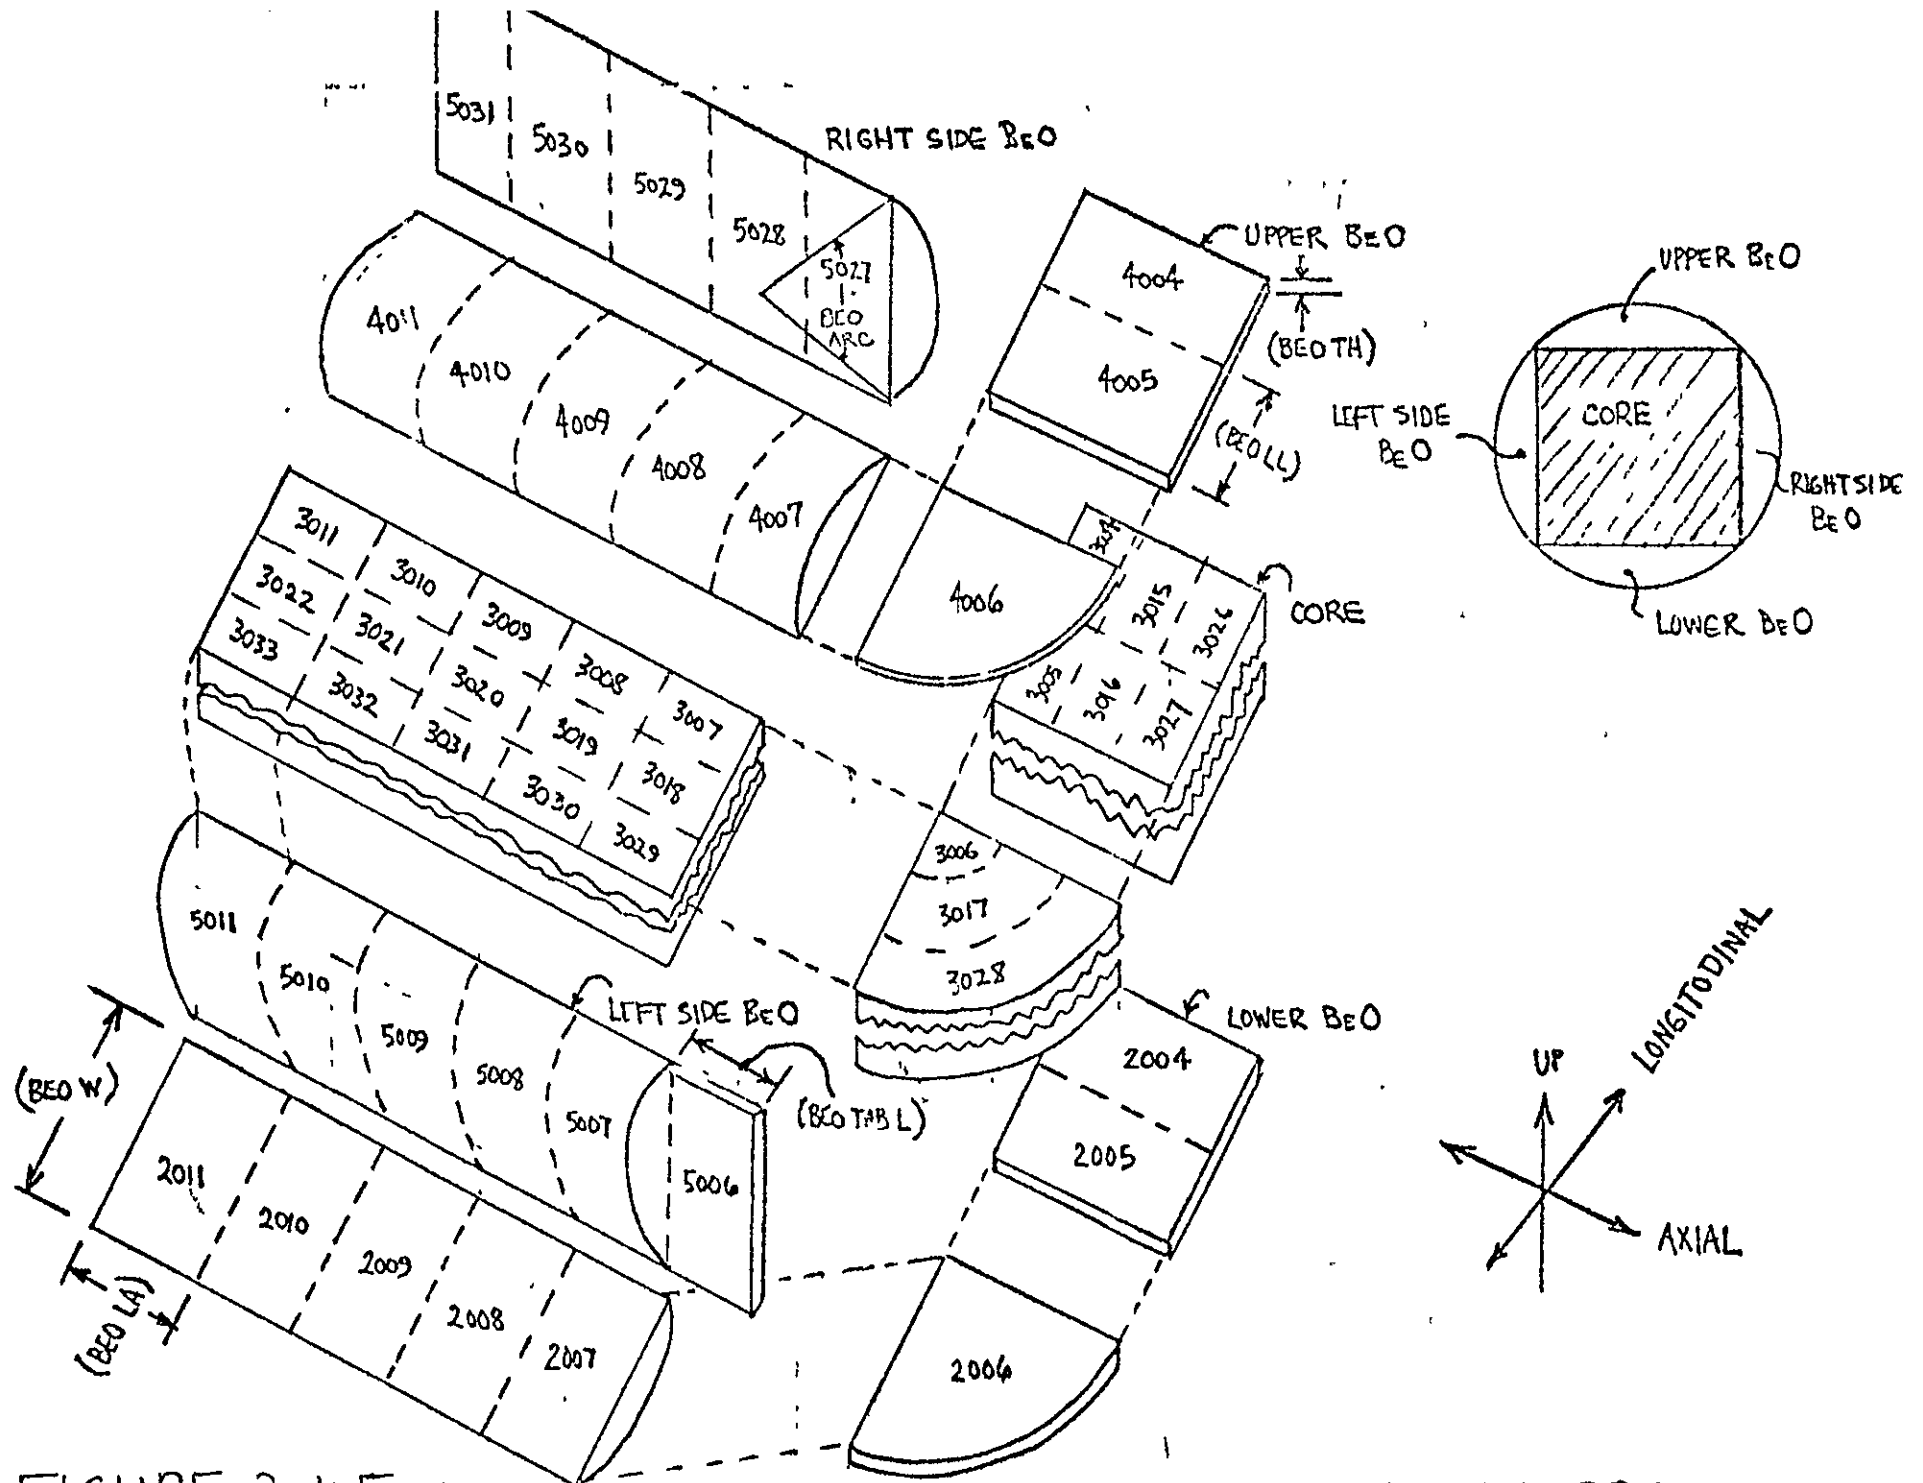 5031
5030
5029
5028
5027
BEO
ARC
RIGHT SIDE BEO
4011
4010
4009
4008
4007
4006
4004
4005
UPPER BEO
(BEO TH)
(BEO LL)
UPPER BEO
CORE
LEFT SIDE
BEO
RIGHT SIDE
BEO
LOWER BEO
3011
3010
3009
3008
3007
3022
3021
3020
3019
3018
3033
3032
3031
3030
3029
3015
3026
3005
3016
3027
CORE
3006
3017
3028
5011
5010
5009
5008
5007
5006
LEFT SIDE BEO
(BEO TAB L)
LOWER BEO
2004
2005
2006
(BEO W)
(BEO LA)
2011
2010
2009
2008
2007
UP
LONGITODINAL
AXIAL